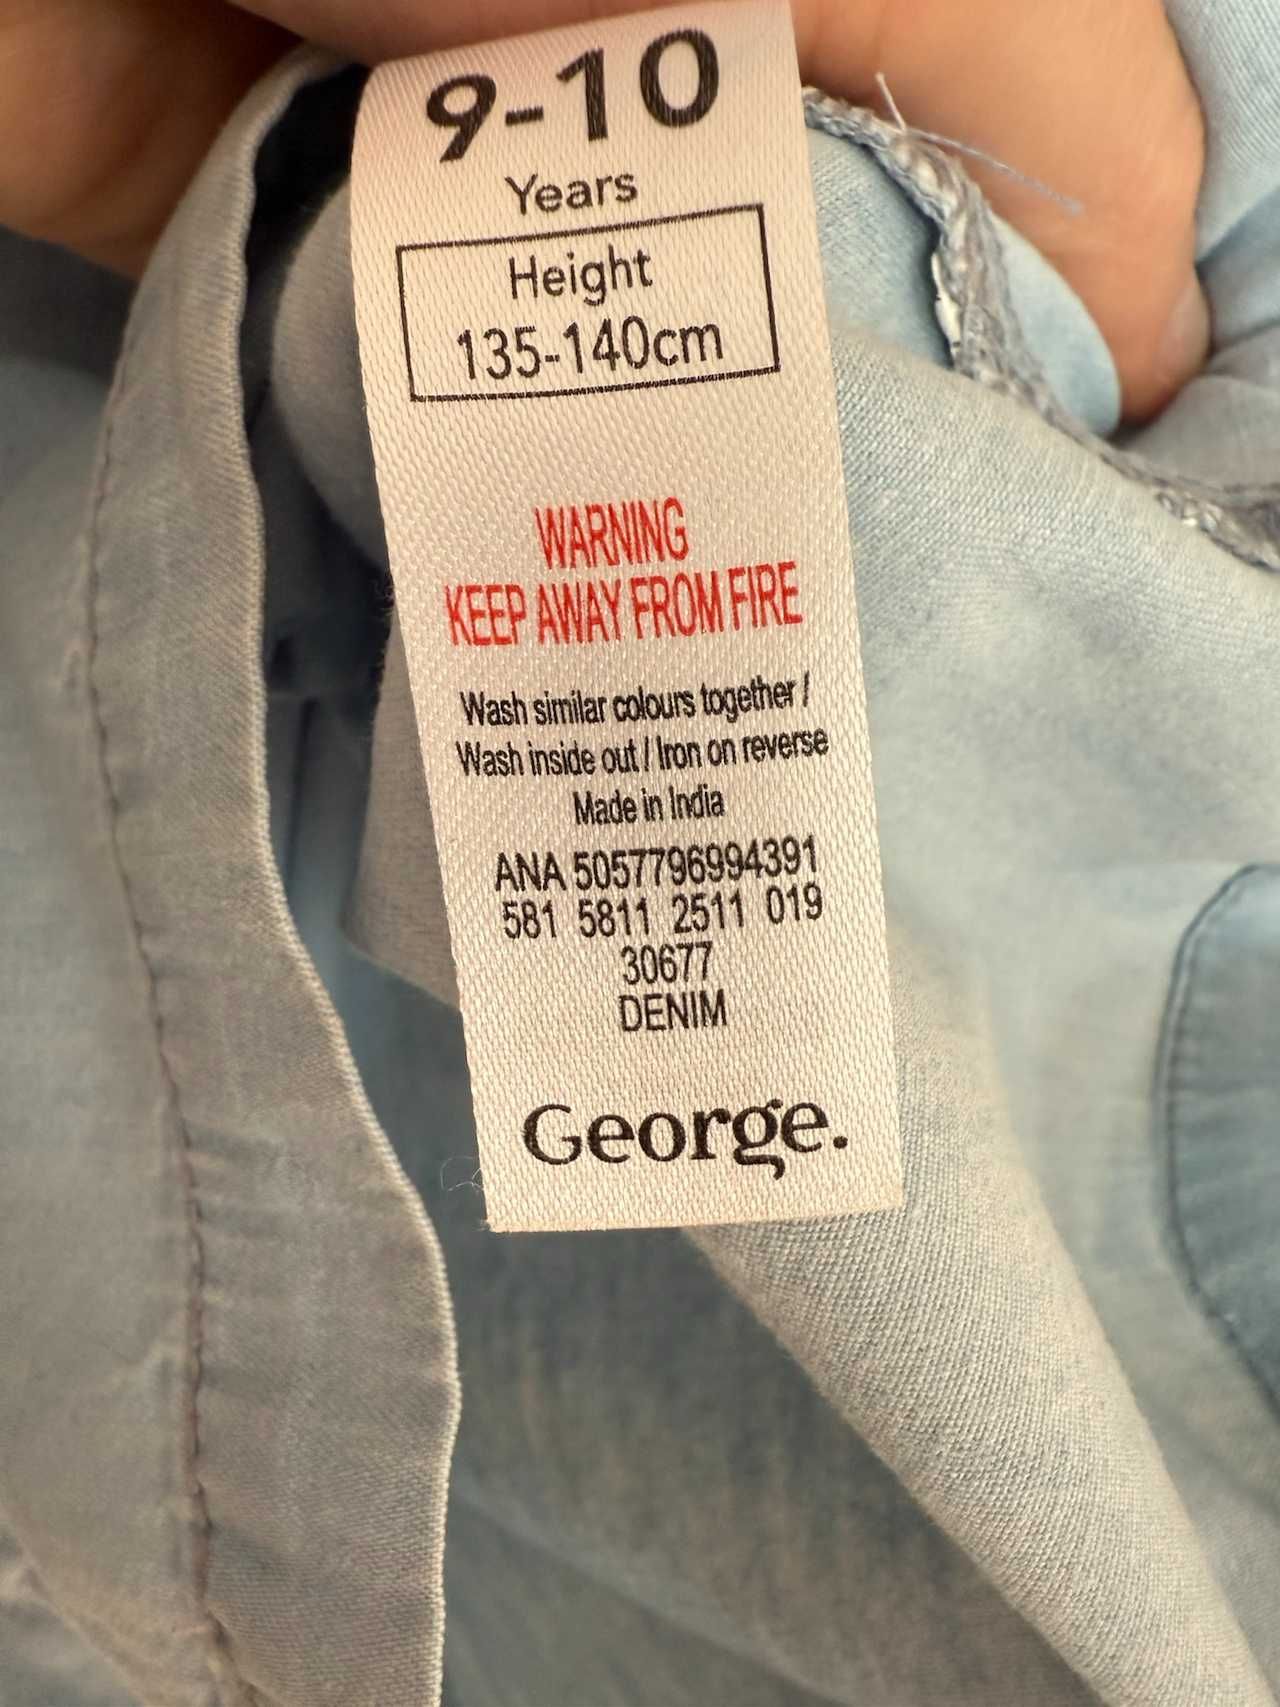 9-10
Years
Height
135-140cm
WARNING
KEEP AWAY FROM FIRE
Wash similar colours together /
Wash inside out / Iron on reverse
Made in India
ANA 5057796994391
581 5811 2511 019
30677
DENIM
George.